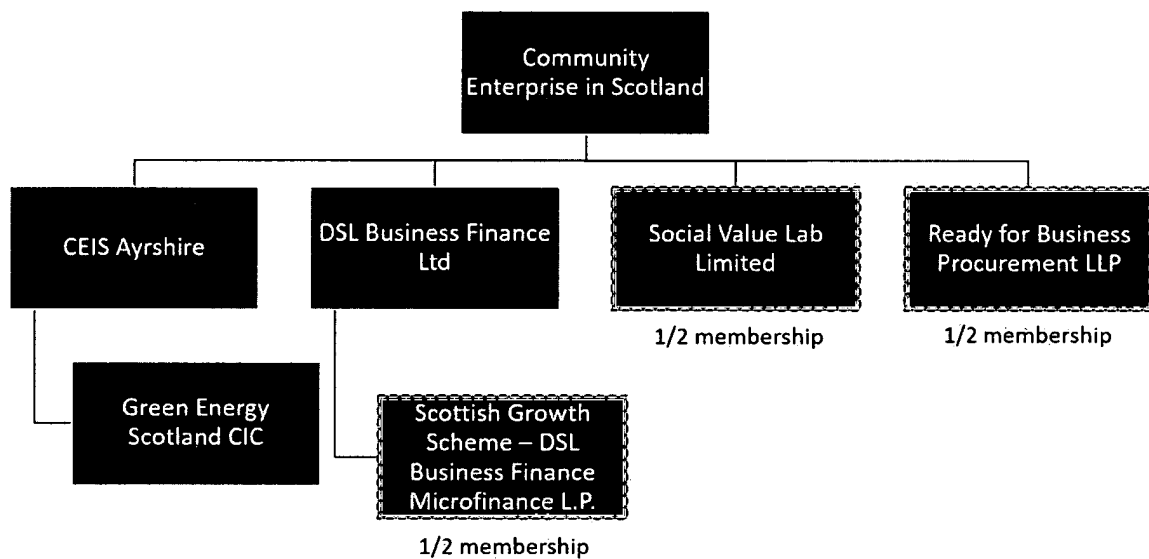 Community
Enterprise in Scotland
CEIS Ayrshire
DSL Business Finance
Ltd
Social Value Lab
Limited
Ready for Business
Procurement LLP
1/2 membership
1/2 membership
Green Energy
Scotland CIC
Scottish Growth
Scheme – DSL
Business Finance
Microfinance L.P.
1/2 membership